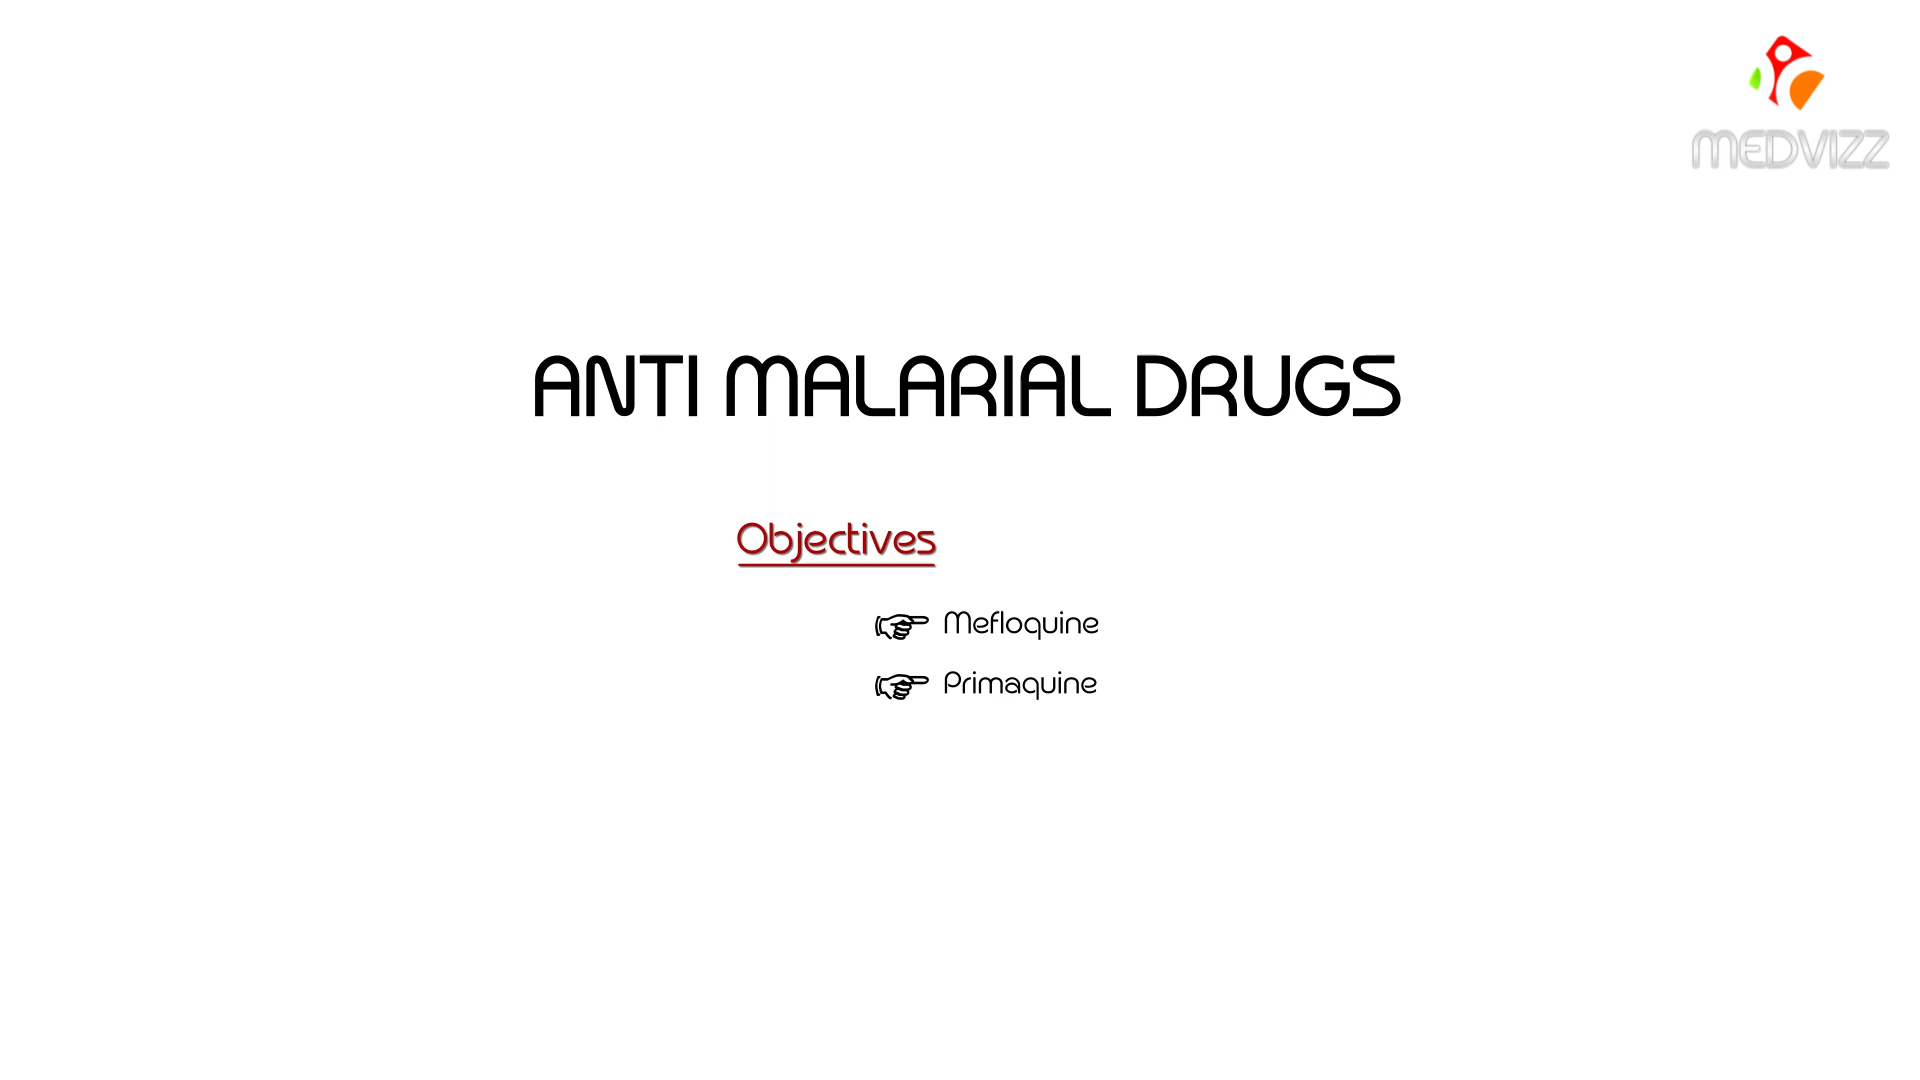 MEDVIZZ
ANTI MALARIAL DRUGS
Objectives
Mefloquine
Primaquine